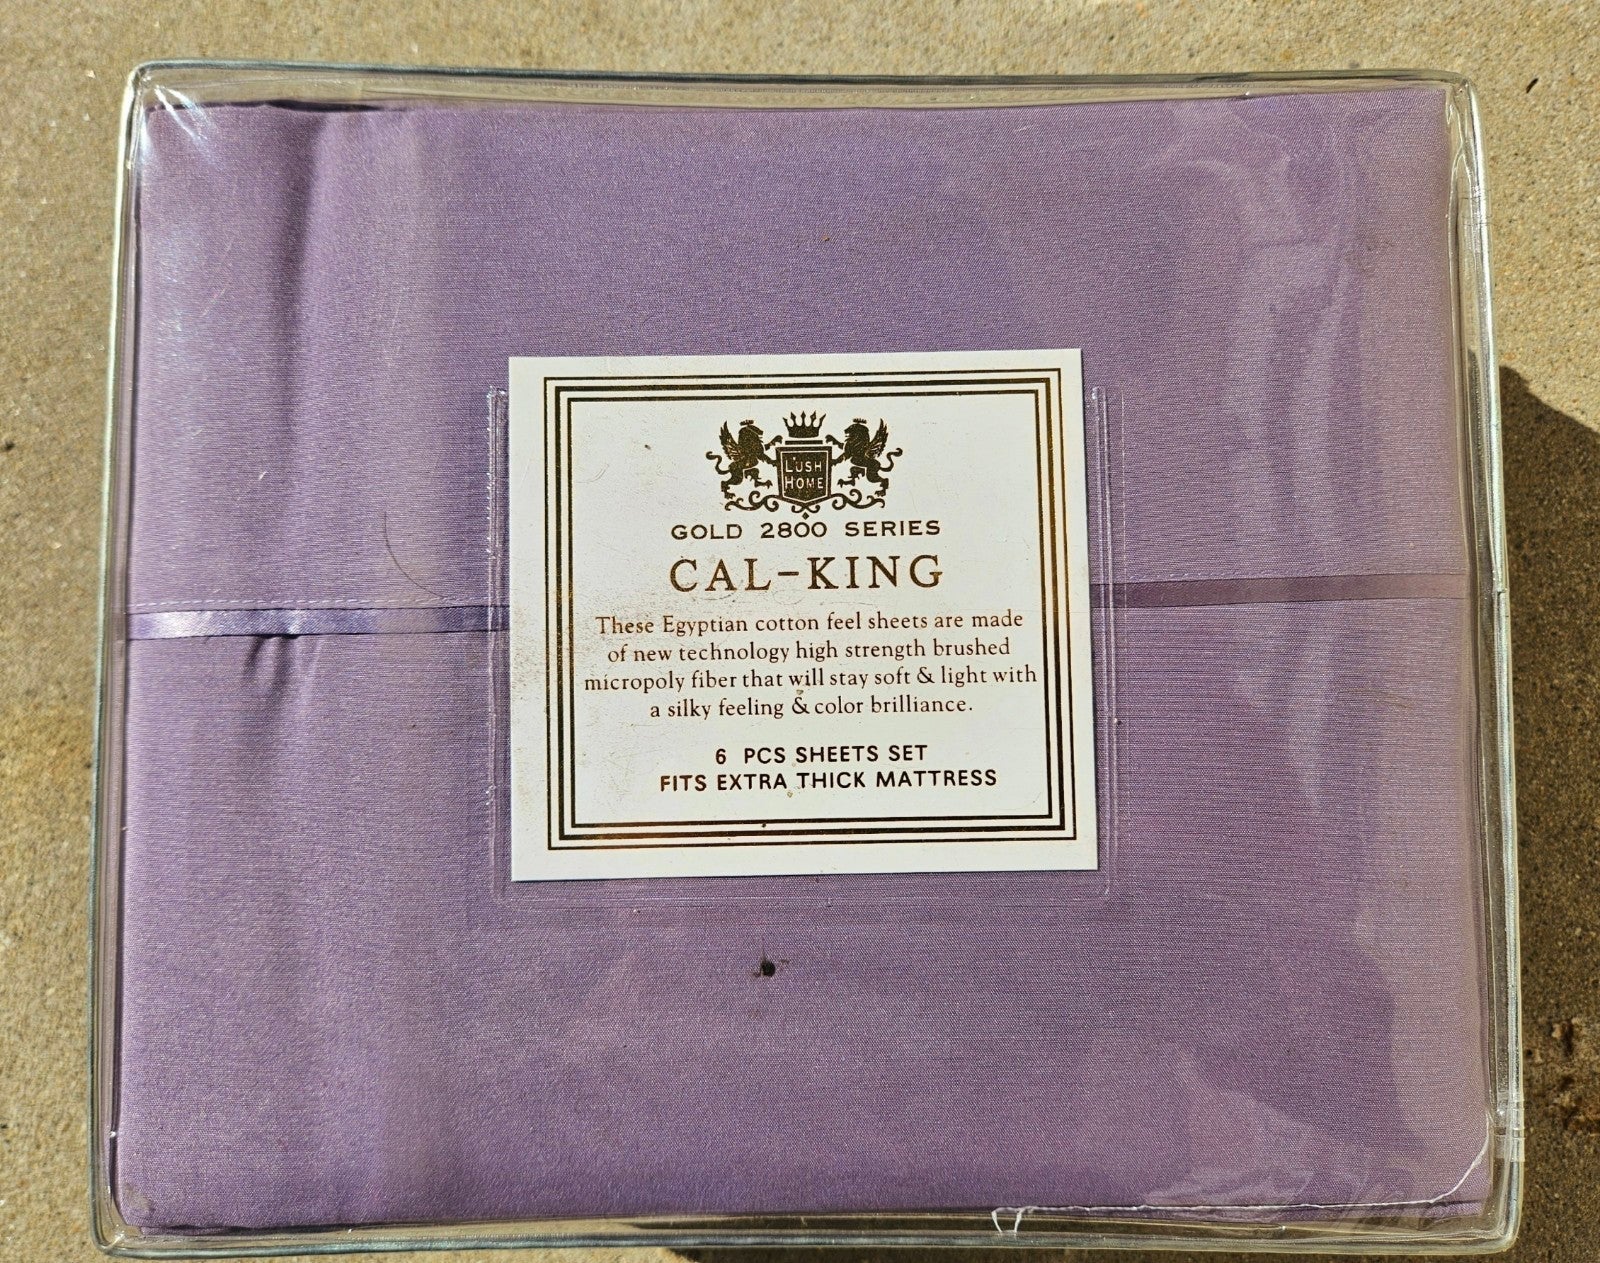 L'USH
HOME
GOLD 2800 SERIES
CAL-KING
These Egyptian cotton feel sheets are made
of new technology high strength brushed
micropoly fiber that will stay soft & light with
a silky feeling & color brilliance.
6 PCS SHEETS SET
FITS EXTRA THICK MATTRESS